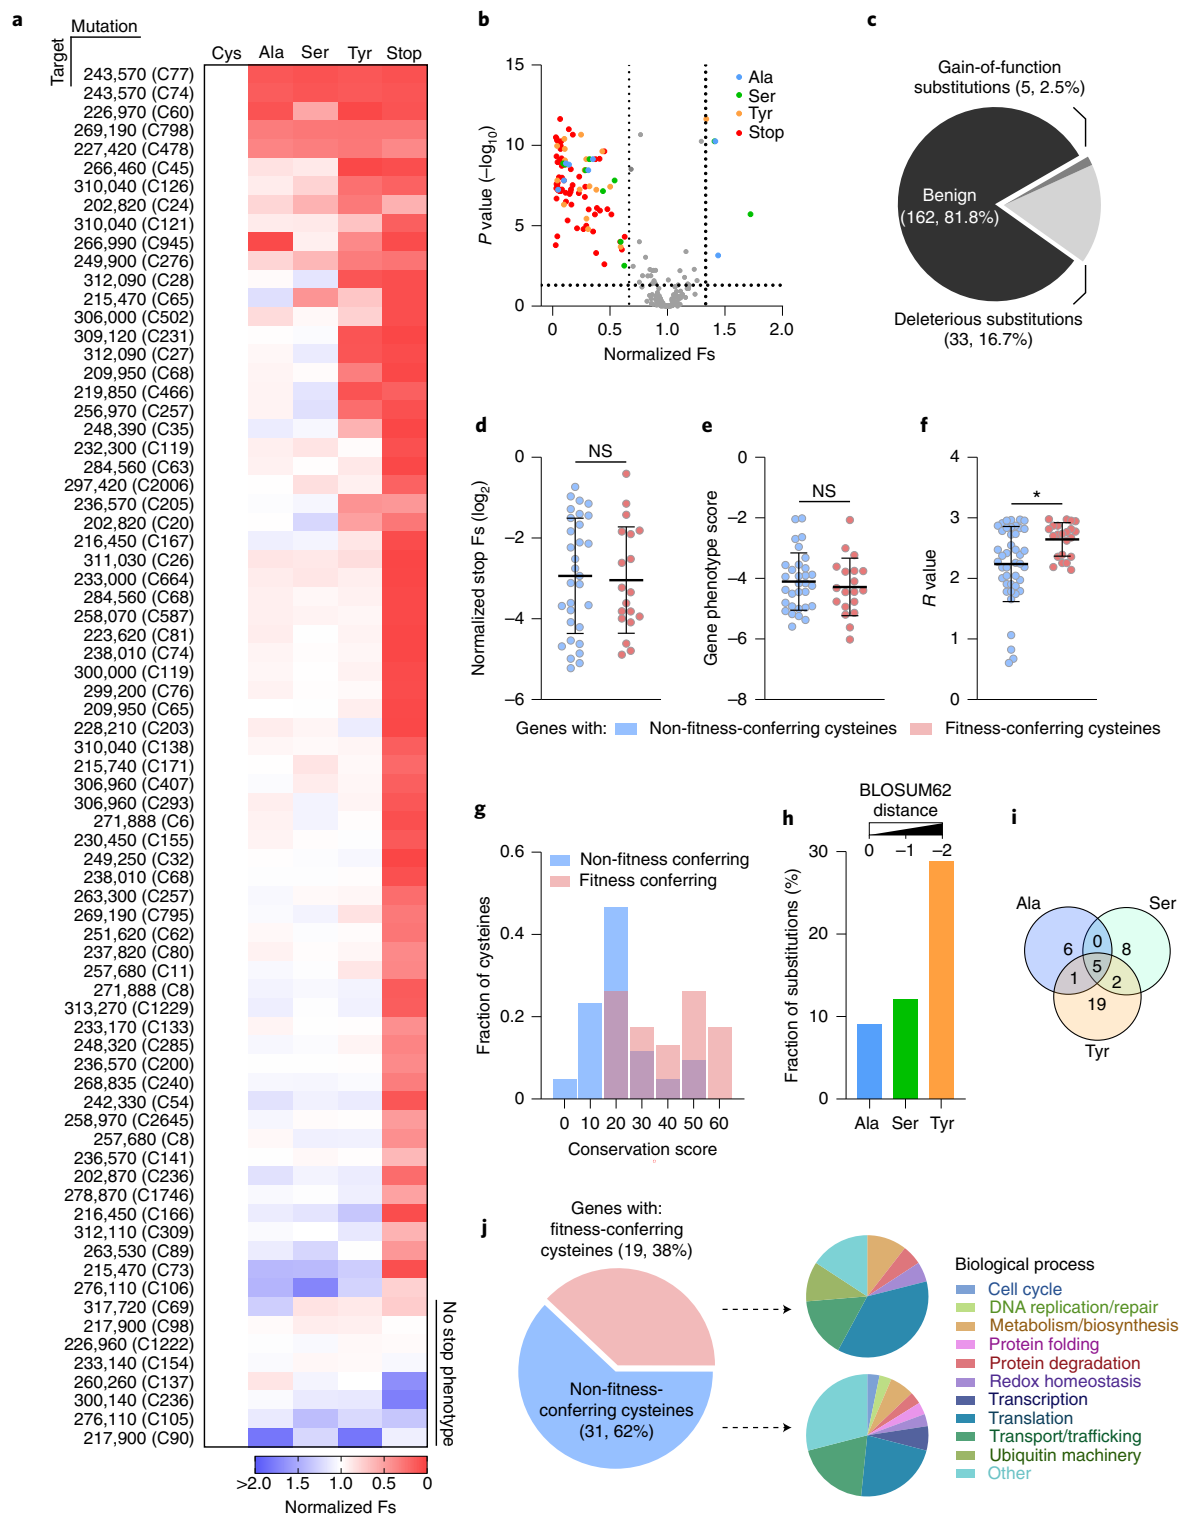 a
Mutation
Target
Cys Ala Ser Tyr Stop
243,570 (C77)
243,570 (C74)
226,970 (C60)
269,190 (C798)
227,420 (C478)
266,460 (C45)
310,040 (C126)
202,820 (C24)
310,040 (C121)
266,990 (C945)
249,900 (C276)
312,090 (C28)
215,470 (C65)
306,000 (C502)
309,120 (C231)
312,090 (C27)
209,950 (C68)
219,850 (C466)
256,970 (C257)
248,390 (C35)
232,300 (C119)
284,560 (C63)
297,420 (C2006)
236,570 (C205)
202,820 (C20)
216,450 (C167)
311,030 (C26)
233,000 (C664)
284,560 (C68)
258,070 (C587)
223,620 (C81)
238,010 (C74)
300,000 (C119)
299,200 (C76)
209,950 (C65)
228,210 (C203)
310,040 (C138)
215,740 (C171)
306,960 (C407)
306,960 (C293)
271,888 (C6)
230,450 (C155)
249,250 (C32)
238,010 (C68)
263,300 (C257)
269,190 (C795)
251,620 (C62)
237,820 (C80)
257,680 (C11)
271,888 (C8)
313,270 (C1229)
233,170 (C133)
248,320 (C285)
236,570 (C200)
268,835 (C240)
242,330 (C54)
258,970 (C2645)
257,680 (C8)
236,570 (C141)
202,870 (C236)
278,870 (C1746)
216,450 (C166)
312,110 (C309)
263,530 (C89)
215,470 (C73)
276,110 (C106)
317,720 (C69)
217,900 (C98)
226,960 (C1222)
233,140 (C154)
260,260 (C137)
300,140 (C236)
276,110 (C105)
217,900 (C90)
No stop phenotype
>2.0 1.5 1.0 0.5 0
Normalized Fs
b
15
10
5
0
P value (–log10)
0 0.5 1.0 1.5 2.0
Normalized Fs
Ala
Ser
Tyr
Stop
c
Gain-of-function
substitutions (5, 2.5%)
Benign
(162, 81.8%)
Deleterious substitutions
(33, 16.7%)
d
0
–2
–4
–6
Normalized stop Fs (log2)
NS
e
0
–2
–4
–6
–8
Gene phenotype score
NS
f
4
3
2
1
0
R value
*
Genes with: Non-fitness-conferring cysteines Fitness-conferring cysteines
g
0.6
0.4
0.2
0
Fraction of cysteines
Non-fitness conferring
Fitness conferring
0 10 20 30 40 50 60
Conservation score
h
BLOSUM62
distance
0 –1 –2
30
20
10
0
Fraction of substitutions (%)
Ala Ser Tyr
i
Ala Ser
6 0 8
5
1 2
19
Tyr
j
Genes with:
fitness-conferring
cysteines (19, 38%)
Non-fitness-
conferring cysteines
(31, 62%)
Biological process
Cell cycle
DNA replication/repair
Metabolism/biosynthesis
Protein folding
Protein degradation
Redox homeostasis
Transcription
Translation
Transport/trafficking
Ubiquitin machinery
Other